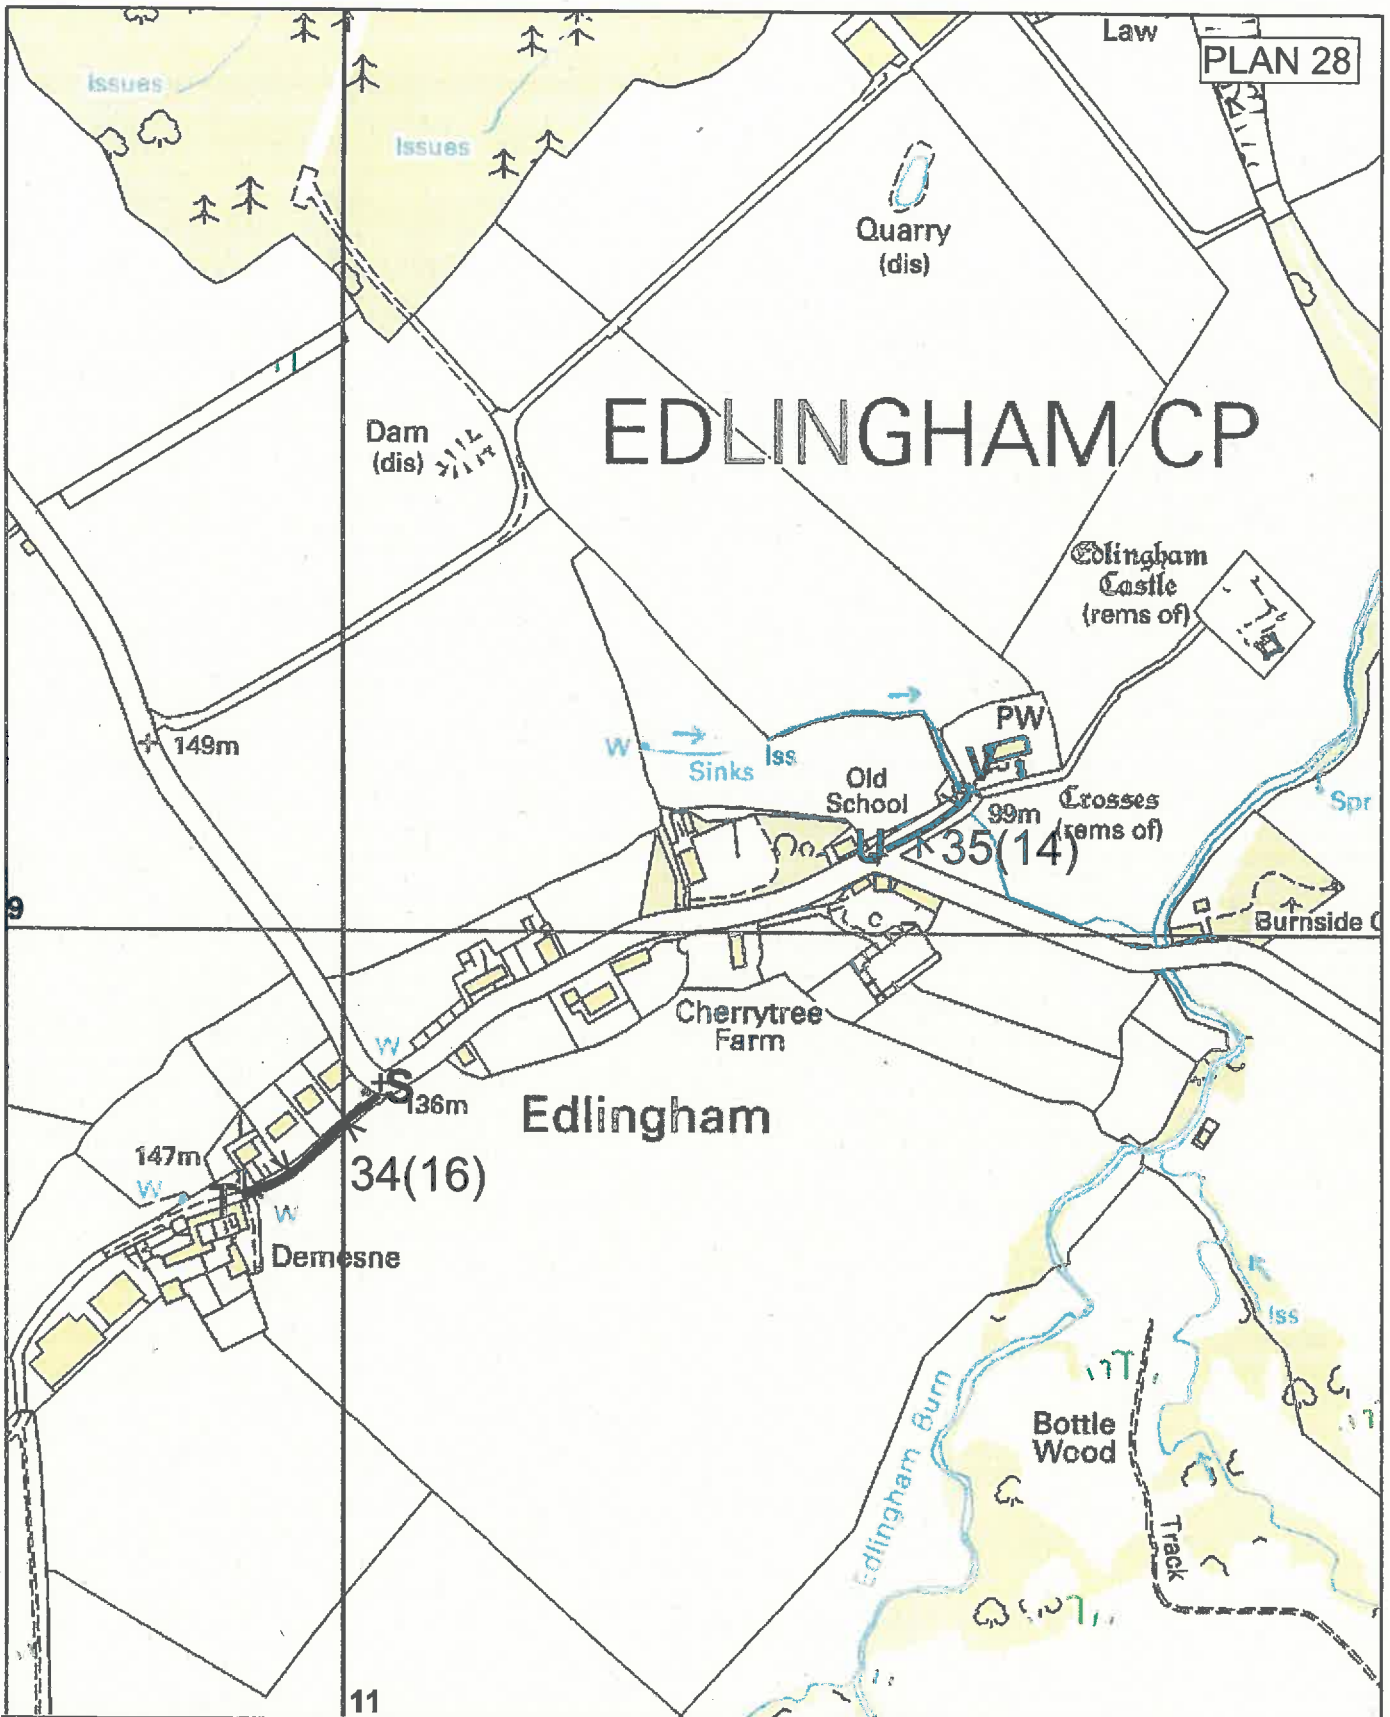 Law
PLAN 28
Issues
Issues
Quarry
(dis)
Dam
(dis)
EDLINGHAM CP
Edlingham
Castle
(rems of)
149m
W
Sinks
Iss
PW
V
Old
School
99m
Crosses
(rems of)
Spr
U
35(14)
9
Burnside
Cherrytree
Farm
W
S
136m
Edlingham
147m
W
T
34(16)
W
Demesne
Iss
Edlingham Burn
Bottle
Wood
Track
11